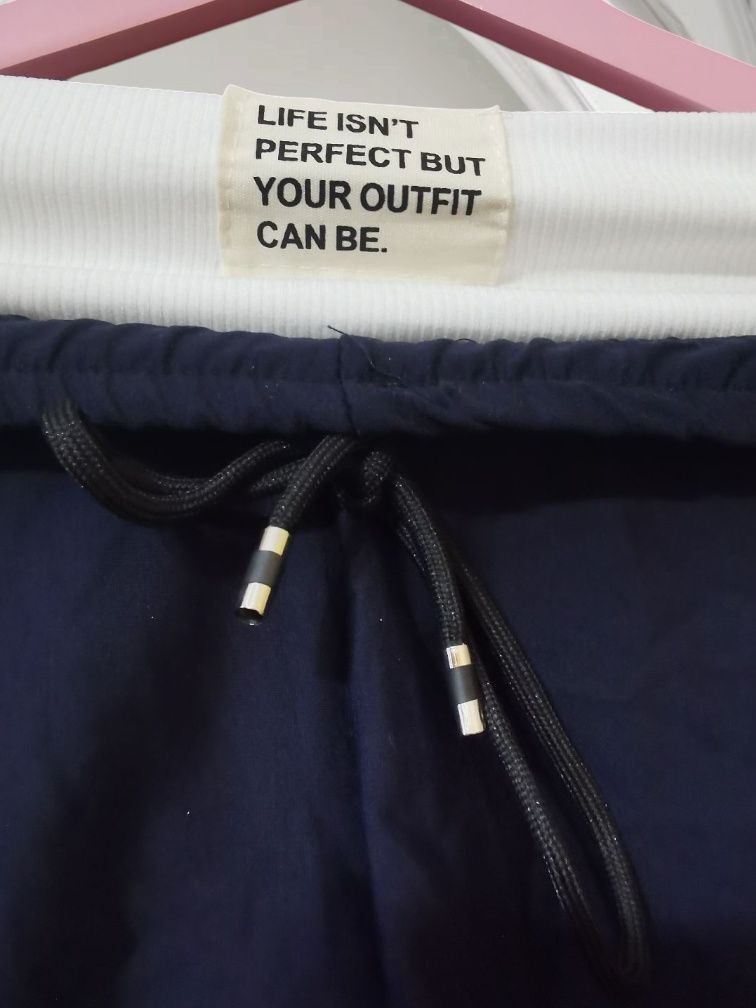 LIFE ISN'T
PERFECT BUT
YOUR OUTFIT
CAN BE.